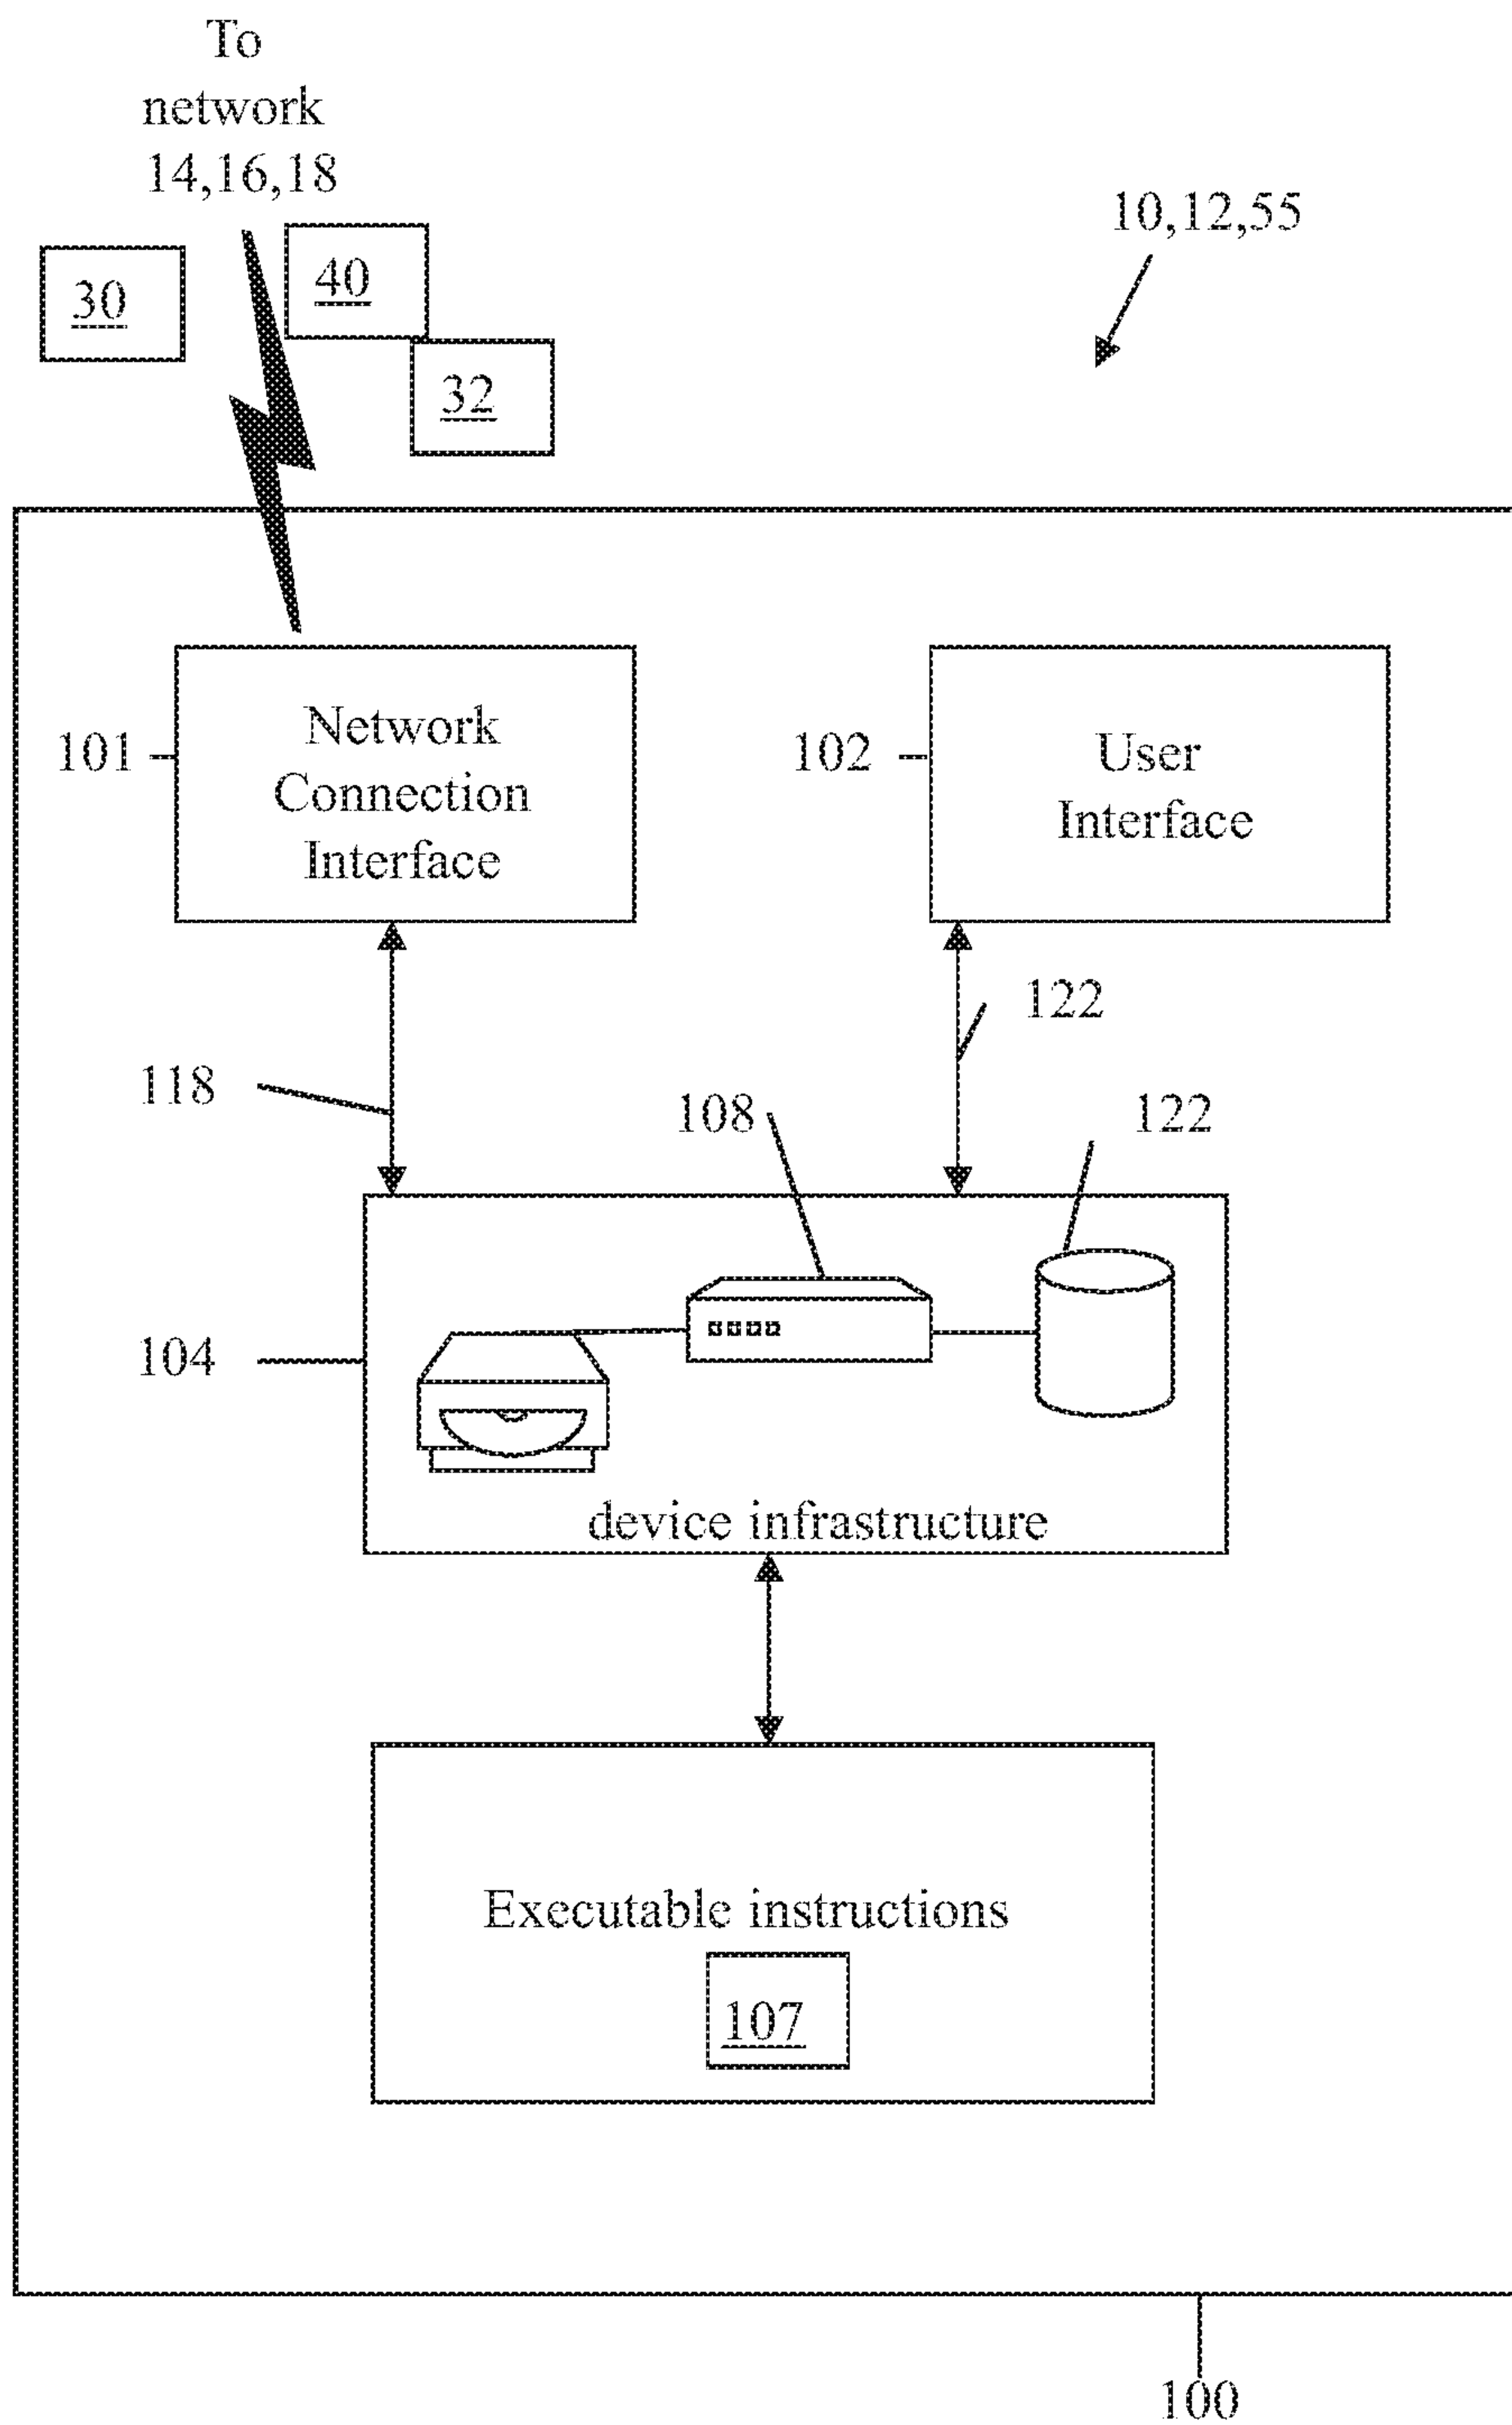 To
network
14,16,18
10,12,55
30
40
32
101
Network
Connection
Interface
102
User
Interface
122
118
108
122
104
device infrastructure
Executable instructions
107
100